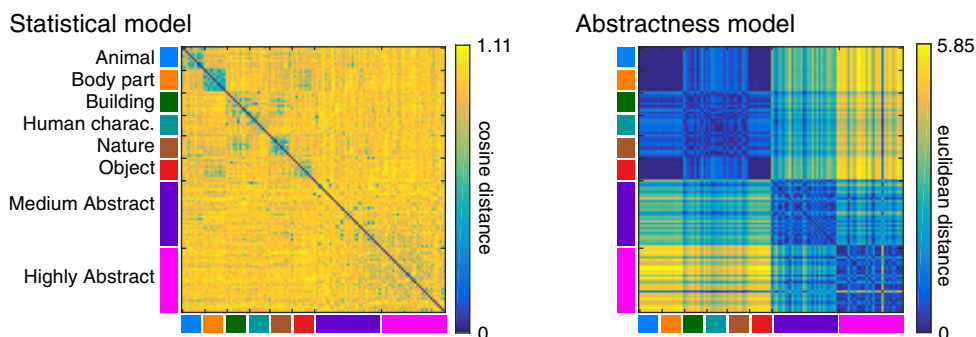 Statistical model
Abstractness model
Animal
Body part
Building
Human charac.
Nature
Object
Medium Abstract
Highly Abstract
1.11
cosine distance
0
5.85
euclidean distance
0